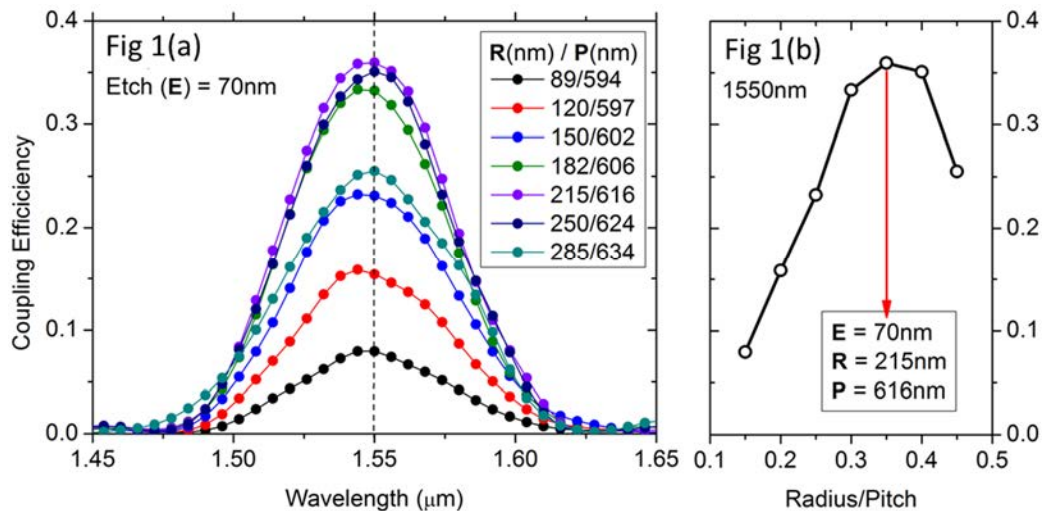 Fig 1(a)
Etch (E) = 70nm
R(nm) / P(nm)
89/594
120/597
150/602
182/606
215/616
250/624
285/634
0.4
0.3
0.2
0.1
0.0
Coupling Efficiciency
1.45 1.50 1.55 1.60 1.65
Wavelength (μm)
Fig 1(b)
1550nm
E = 70nm
R = 215nm
P = 616nm
0.4
0.3
0.2
0.1
0.0
0.1 0.2 0.3 0.4 0.5
Radius/Pitch